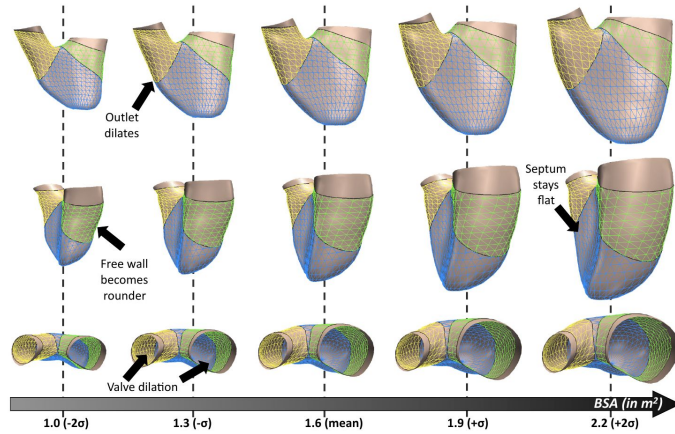 Outlet
dilates
Septum
stays
flat
Free wall
becomes
rounder
Valve dilation
BSA (in m²)
1.0 (-2σ)
1.3 (-σ)
1.6 (mean)
1.9 (+σ)
2.2 (+2σ)